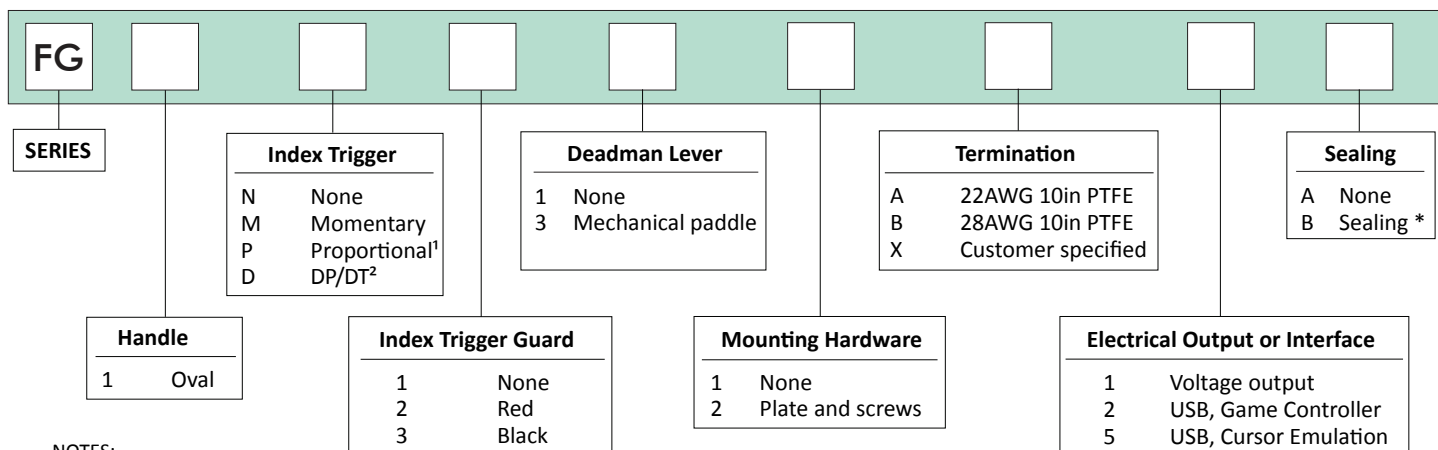 FG
SERIES
Index Trigger
N None
M Momentary
P Proportional¹
D DP/DT²
Deadman Lever
1 None
3 Mechanical paddle
Termination
A 22AWG 10in PTFE
B 28AWG 10in PTFE
X Customer specified
Sealing
A None
B Sealing *
Handle
1 Oval
Index Trigger Guard
1 None
2 Red
3 Black
Mounting Hardware
1 None
2 Plate and screws
Electrical Output or Interface
1 Voltage output
2 USB, Game Controller
5 USB, Cursor Emulation
NOTES: